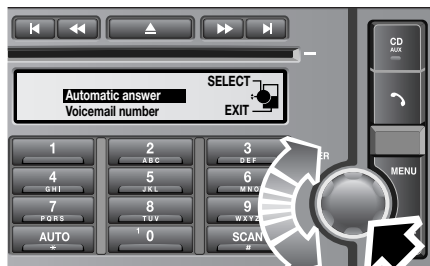 CD
AUX
SELECT
Automatic answer
Voicemail number
EXIT
1
2
ABC
3
DEF
ER
4
GHI
5
JKL
6
MNO
MENU
7
PQRS
8
TUV
9
WXYZ
AUTO
*
1 0
SCAN
#